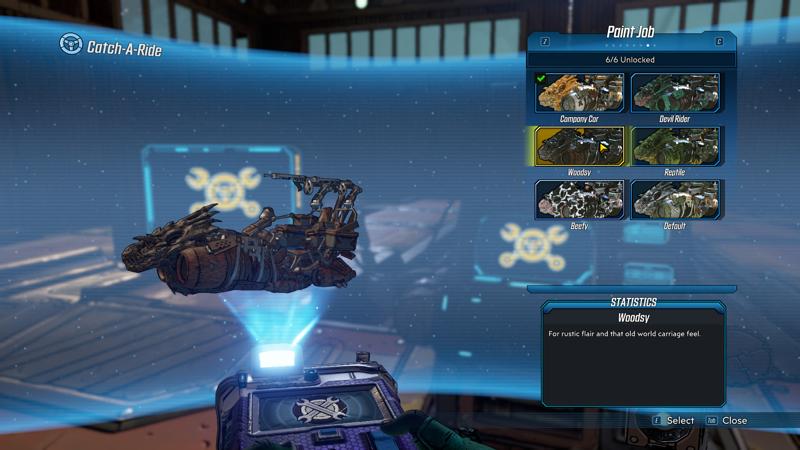 Catch-A-Ride
Paint Job
Z
C
6/6 Unlocked
Company Car
Devil Rider
Woodsy
Reptile
Beefy
Default
STATISTICS
Woodsy
For rustic flair and that old world carriage feel.
E Select
Tab Close